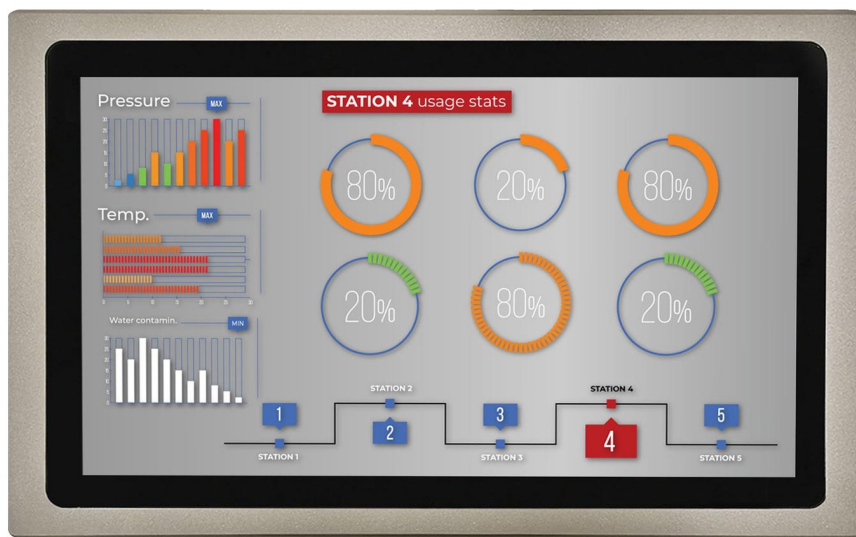 Pressure
MAX
STATION 4 usage stats
80%
20%
80%
Temp.
MAX
20%
80%
20%
Water contamin.
MIN
STATION 2
STATION 4
1
3
5
2
4
STATION 1
STATION 3
STATION 5